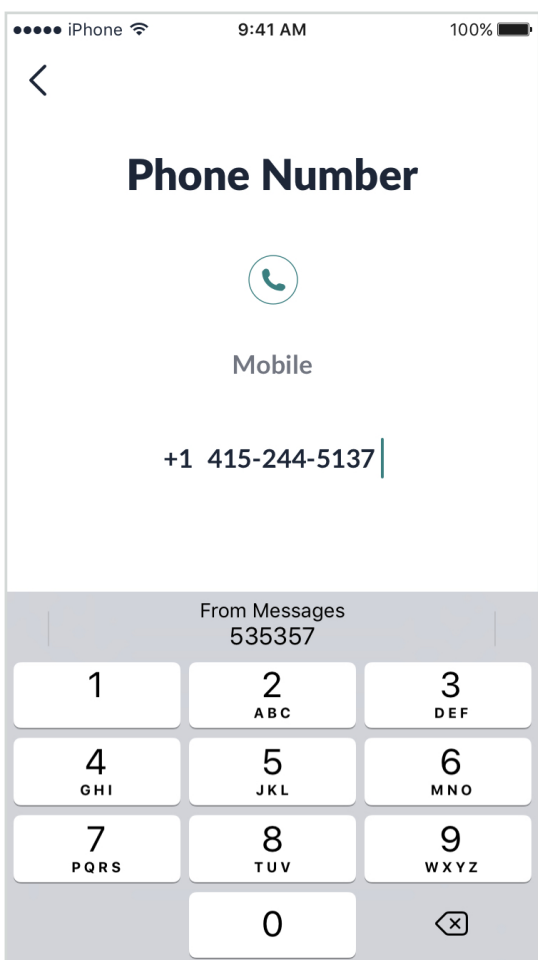 ●●●●● iPhone 9:41 AM 100%
Phone Number
Mobile
+1 415-244-5137
From Messages
535357
1 2 3
ABC DEF
4 5 6
GHI JKL MNO
7 8 9
PQRS TUV WXYZ
0